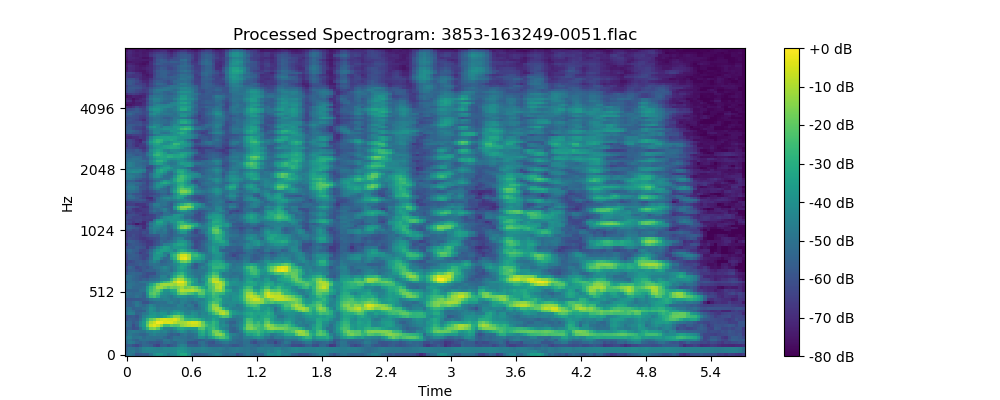 Processed Spectrogram: 3853-163249-0051.flac
Hz
4096
2048
1024
512
0
0 0.6 1.2 1.8 2.4 3 3.6 4.2 4.8 5.4
Time
+0 dB
-10 dB
-20 dB
-30 dB
-40 dB
-50 dB
-60 dB
-70 dB
-80 dB